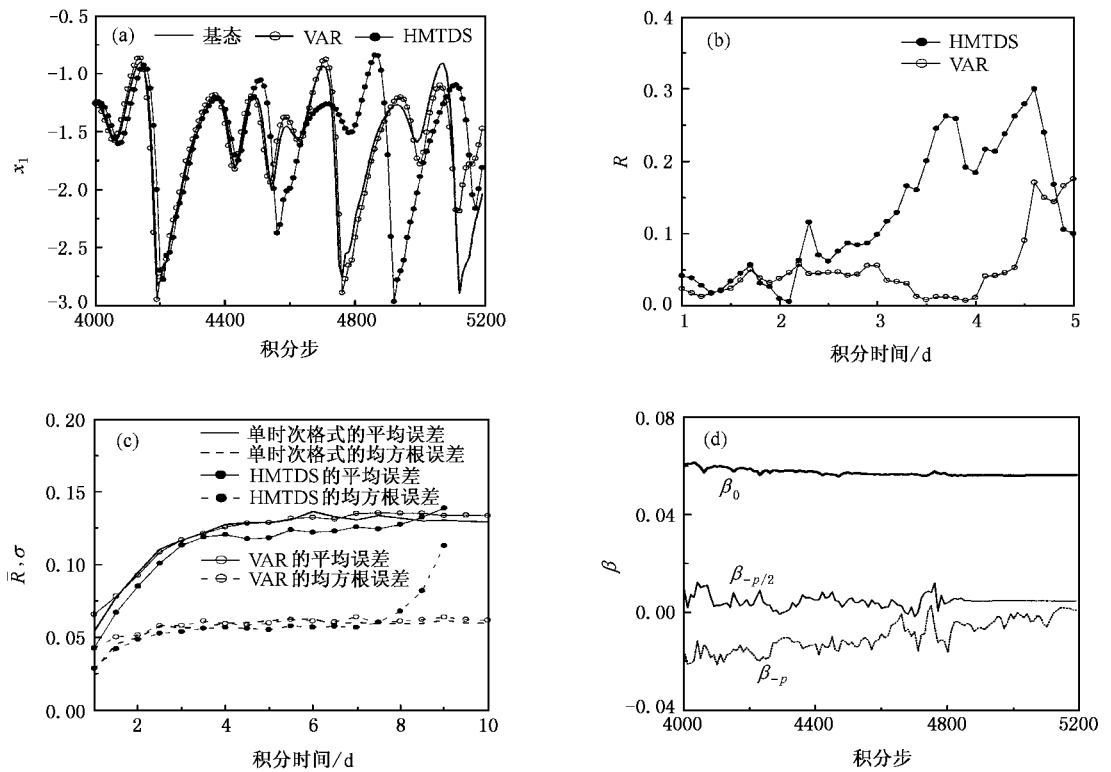 (a)
基态
VAR
HMTDS
-0.5
-1.0
-1.5
-2.0
-2.5
-3.0
x₁
4000
4400
4800
5200
积分步
(b)
HMTDS
VAR
0.4
0.3
0.2
0.1
0.0
R
1
2
3
4
5
积分时间/d
(c)
单时次格式的平均误差
单时次格式的均方根误差
HMTDS的平均误差
HMTDS的均方根误差
VAR的平均误差
VAR的均方根误差
0.20
0.15
0.10
0.05
0.00
R̄, σ
2
4
6
8
10
积分时间/d
(d)
0.08
0.04
0.00
-0.04
β
β₀
β₋p/2
β₋p
4000
4400
4800
5200
积分步